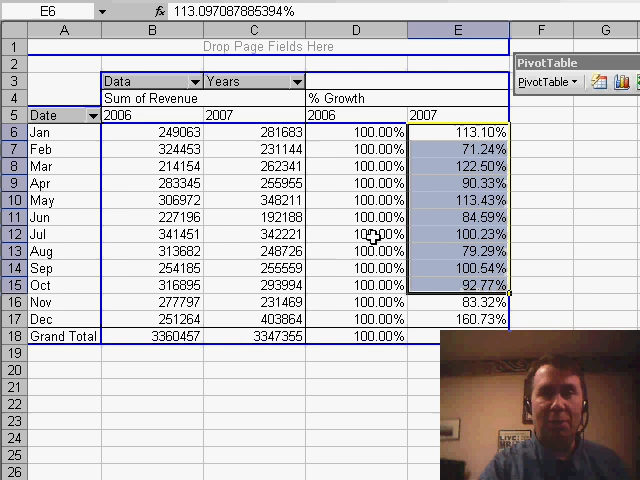 E6 fx 113.097087885394%
A B C D E F G
1 Drop Page Fields Here
2 PivotTable
3 Data Years PivotTable
4 Sum of Revenue % Growth
5 Date 2006 2007 2006 2007
6 Jan 249063 281683 100.00% 113.10%
7 Feb 324453 231144 100.00% 71.24%
8 Mar 214154 262341 100.00% 122.50%
9 Apr 283345 255955 100.00% 90.33%
10 May 306972 348211 100.00% 113.43%
11 Jun 227196 192188 100.00% 84.59%
12 Jul 341451 342221 100.00% 100.23%
13 Aug 313682 248726 100.00% 79.29%
14 Sep 254185 255559 100.00% 100.54%
15 Oct 316895 293994 100.00% 92.77%
16 Nov 277797 231469 100.00% 83.32%
17 Dec 251264 403864 100.00% 160.73%
18 Grand Total 3360457 3347355 100.00%
19
20
21
22
23
24
25
26